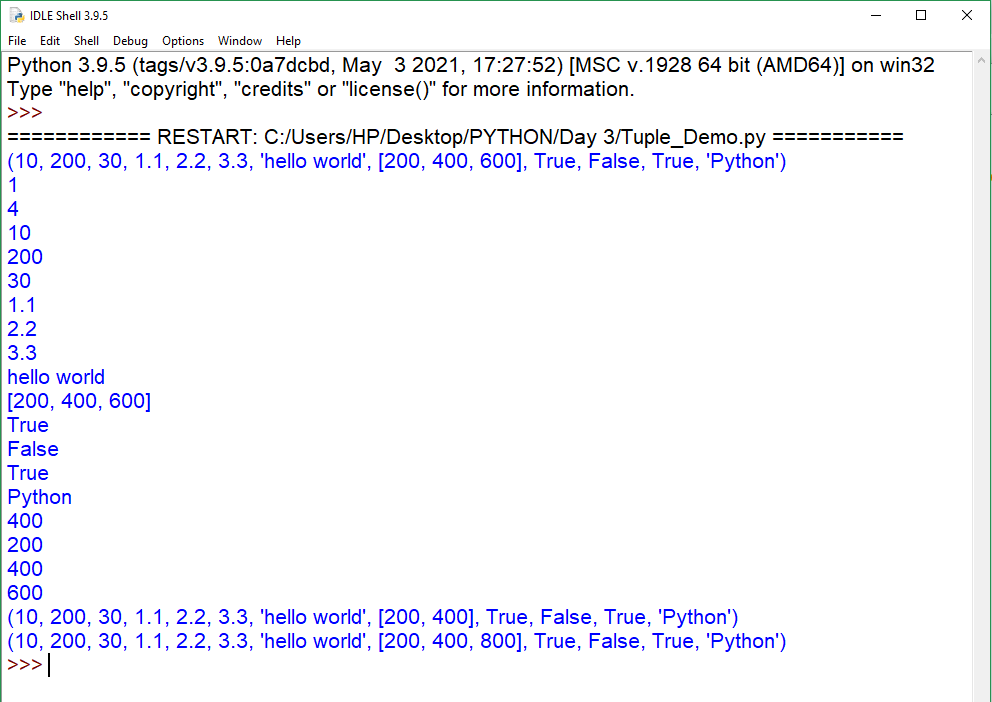 IDLE Shell 3.9.5
File Edit Shell Debug Options Window Help
Python 3.9.5 (tags/v3.9.5:0a7dcbd, May  3 2021, 17:27:52) [MSC v.1928 64 bit (AMD64)] on win32
Type "help", "copyright", "credits" or "license()" for more information.
>>>
============ RESTART: C:/Users/HP/Desktop/PYTHON/Day 3/Tuple_Demo.py ===========
(10, 200, 30, 1.1, 2.2, 3.3, 'hello world', [200, 400, 600], True, False, True, 'Python')
1
4
10
200
30
1.1
2.2
3.3
hello world
[200, 400, 600]
True
False
True
Python
400
200
400
600
(10, 200, 30, 1.1, 2.2, 3.3, 'hello world', [200, 400], True, False, True, 'Python')
(10, 200, 30, 1.1, 2.2, 3.3, 'hello world', [200, 400, 800], True, False, True, 'Python')
>>>